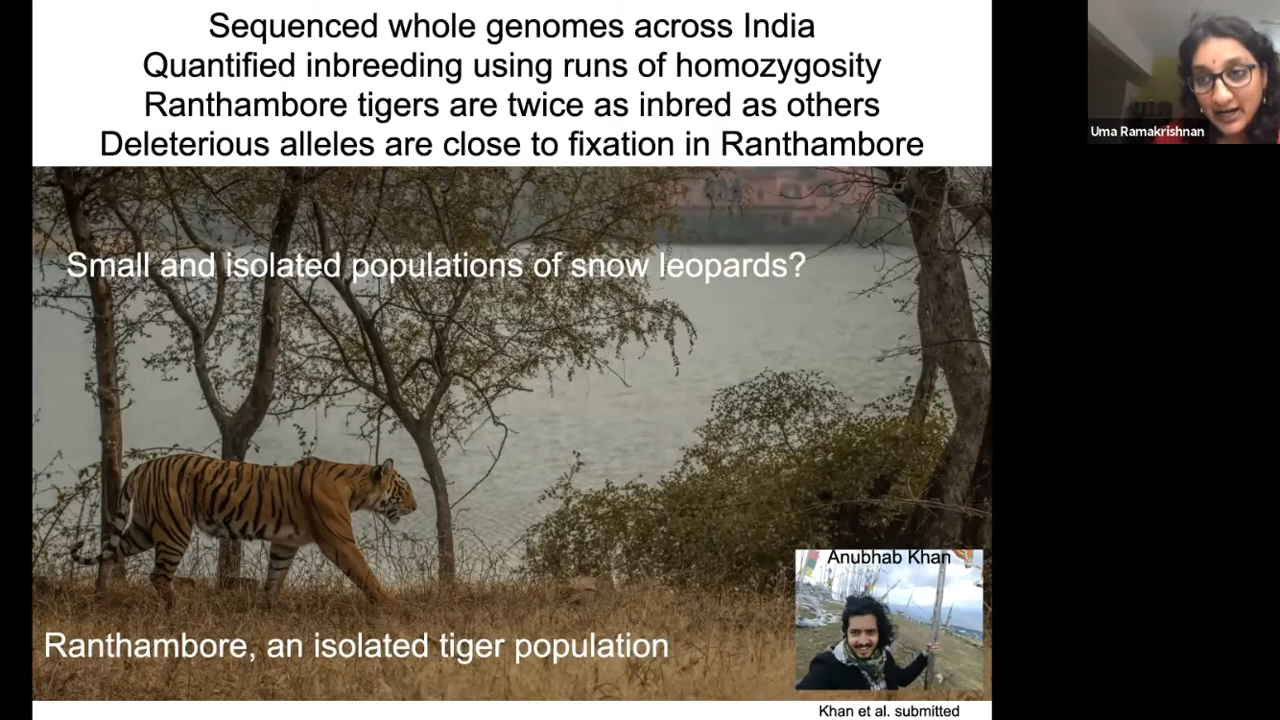 Sequenced whole genomes across India
Quantified inbreeding using runs of homozygosity
Ranthambore tigers are twice as inbred as others
Deleterious alleles are close to fixation in Ranthambore
Uma Ramakrishnan
Small and isolated populations of snow leopards?
Anubhab Khan
Ranthambore, an isolated tiger population
Khan et al. submitted